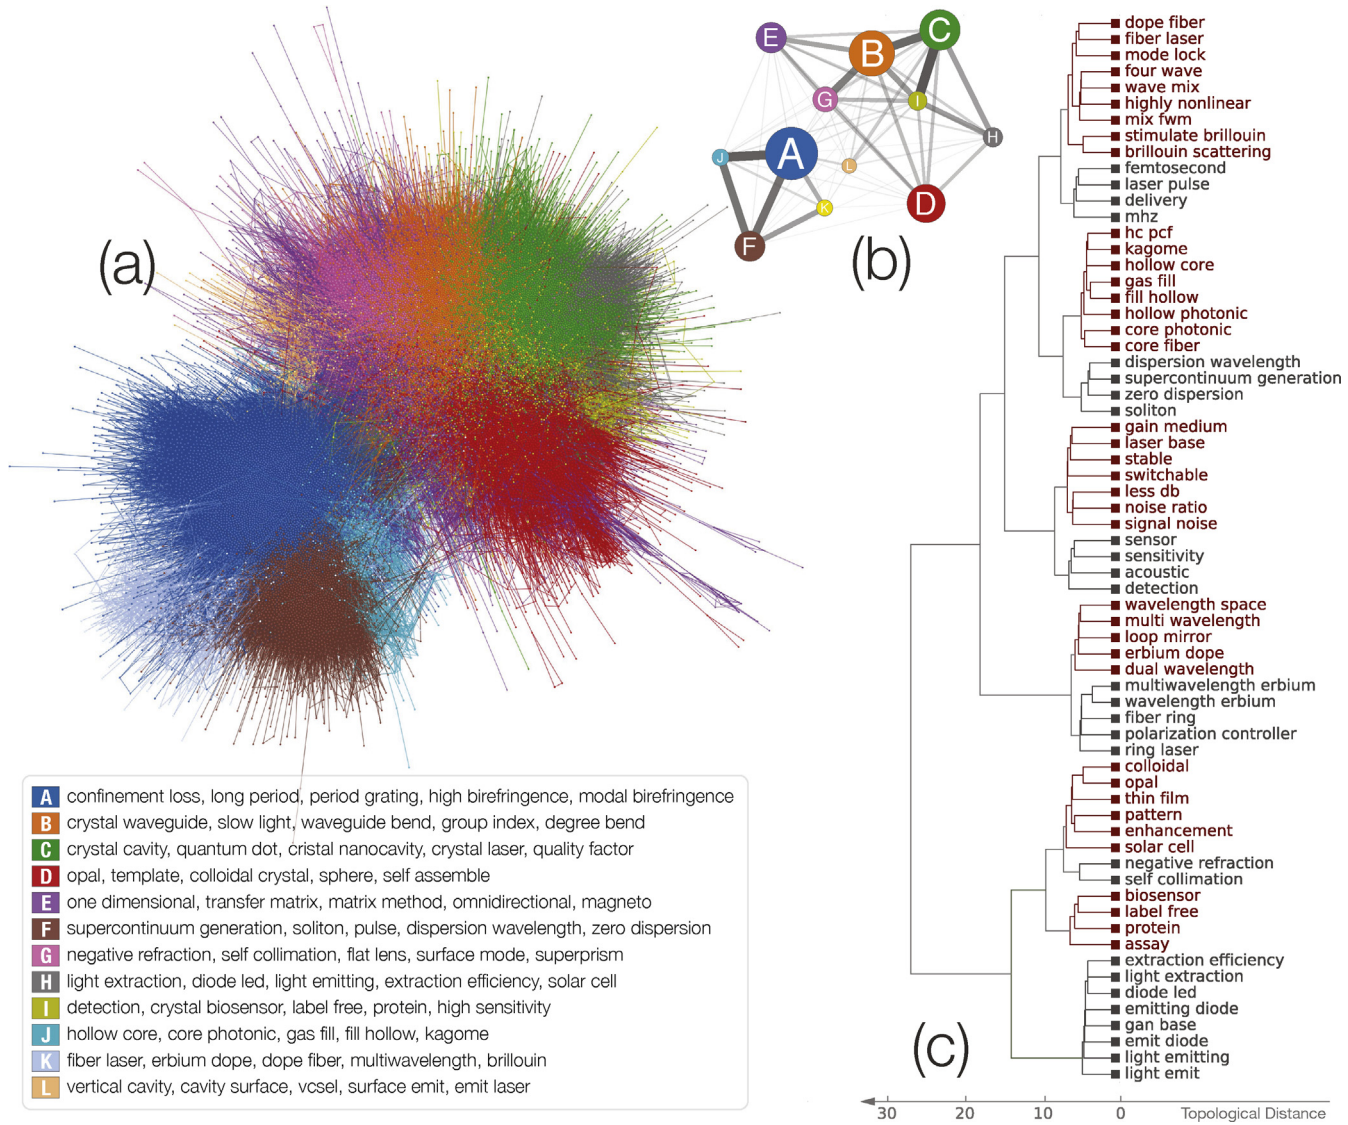 (a)
E
B
C
G
I
H
J
A
L
K
D
F
(b)
A confinement loss, long period, period grating, high birefringence, modal birefringence
B crystal waveguide, slow light, waveguide bend, group index, degree bend
C crystal cavity, quantum dot, cristal nanocavity, crystal laser, quality factor
D opal, template, colloidal crystal, sphere, self assemble
E one dimensional, transfer matrix, matrix method, omnidirectional, magneto
F supercontinuum generation, soliton, pulse, dispersion wavelength, zero dispersion
G negative refraction, self collimation, flat lens, surface mode, superprism
H light extraction, diode led, light emitting, extraction efficiency, solar cell
I detection, crystal biosensor, label free, protein, high sensitivity
J hollow core, core photonic, gas fill, fill hollow, kagome
K fiber laser, erbium dope, dope fiber, multiwavelength, brillouin
L vertical cavity, cavity surface, vcsel, surface emit, emit laser
dope fiber
fiber laser
mode lock
four wave
wave mix
highly nonlinear
mix fwm
stimulate brillouin
brillouin scattering
femtosecond
laser pulse
delivery
mhz
hc pcf
kagome
hollow core
gas fill
fill hollow
hollow photonic
core photonic
core fiber
dispersion wavelength
supercontinuum generation
zero dispersion
soliton
gain medium
laser base
stable
switchable
less db
noise ratio
signal noise
sensor
sensitivity
acoustic
detection
wavelength space
multi wavelength
loop mirror
erbium dope
dual wavelength
multiwavelength erbium
wavelength erbium
fiber ring
polarization controller
ring laser
colloidal
opal
thin film
pattern
enhancement
solar cell
negative refraction
self collimation
biosensor
label free
protein
assay
extraction efficiency
light extraction
diode led
emitting diode
gan base
emit diode
light emitting
light emit
(c)
30 20 10 0 Topological Distance